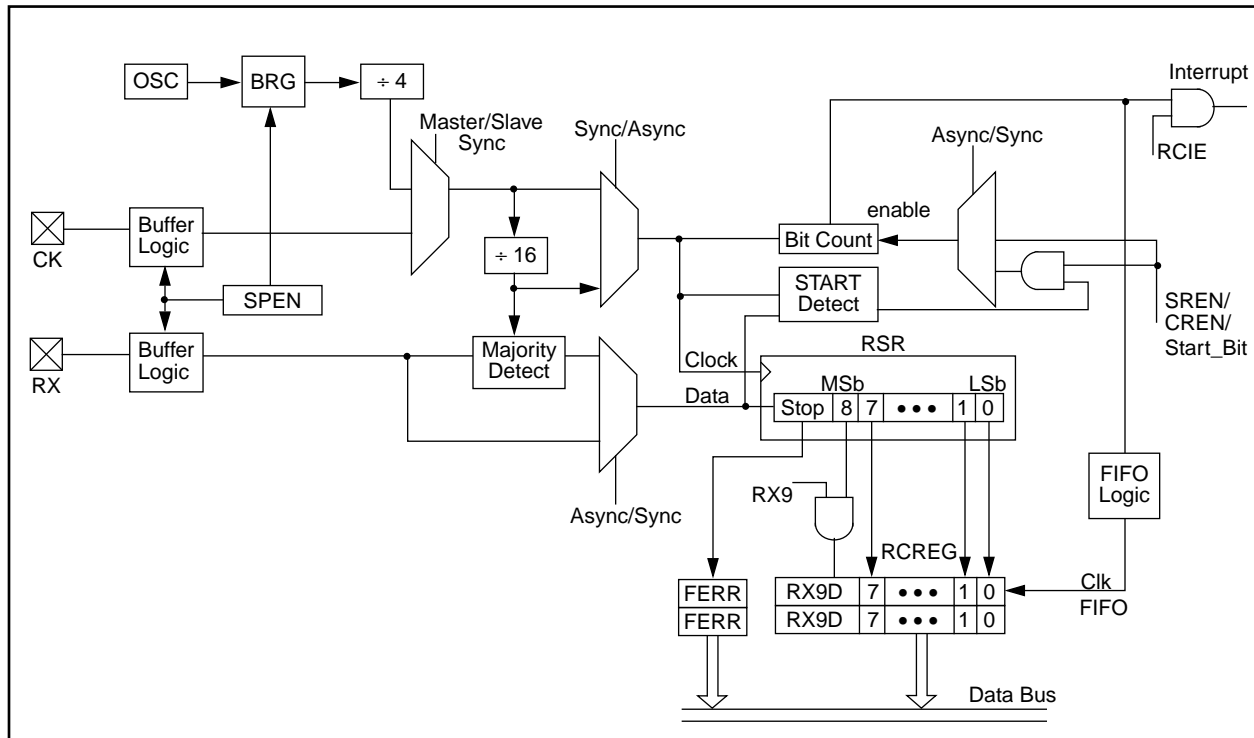 Interrupt
OSC
BRG
÷ 4
Master/Slave
Sync
Sync/Async
Async/Sync
RCIE
Buffer
Logic
CK
enable
Bit Count
÷ 16
SPEN
START
Detect
SREN/
CREN/
Start_Bit
Buffer
Logic
RX
Majority
Detect
RSR
Clock
MSb
LSb
Data
Stop 8 7 ••• 1 0
FIFO
Logic
RX9
Async/Sync
RCREG
Clk
FIFO
FERR
RX9D 7 ••• 1 0
FERR
RX9D 7 ••• 1 0
Data Bus